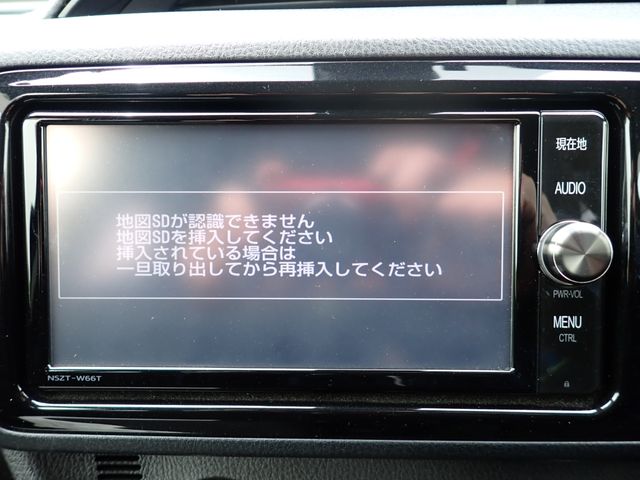 地図SDが認識できません
地図SDを挿入してください
挿入されている場合は
一旦取り出してから再挿入してください
NSZT-W66T
現在地
AUDIO
PWR•VOL
MENU
CTRL